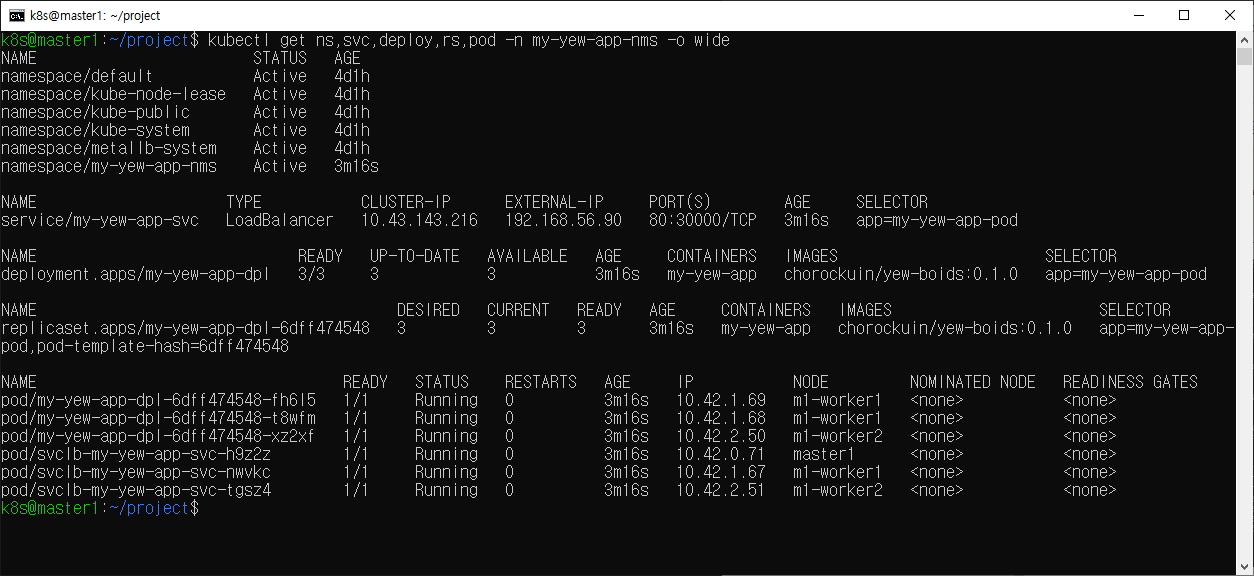 k8s@master1: ~/project
k8s@master1:~/project$ kubectl get ns,svc,deploy,rs,pod -n my-yew-app-nms -o wide
NAME                   STATUS   AGE
namespace/default           Active   4d1h
namespace/kube-node-lease   Active   4d1h
namespace/kube-public       Active   4d1h
namespace/kube-system       Active   4d1h
namespace/metallb-system    Active   4d1h
namespace/my-yew-app-nms    Active   3m16s
NAME                     TYPE           CLUSTER-IP      EXTERNAL-IP     PORT(S)        AGE     SELECTOR
service/my-yew-app-svc   LoadBalancer   10.43.143.216   192.168.56.90   80:30000/TCP   3m16s   app=my-yew-app-pod
NAME                             READY   UP-TO-DATE   AVAILABLE   AGE     CONTAINERS   IMAGES                       SELECTOR
deployment.apps/my-yew-app-dpl   3/3     3            3           3m16s   my-yew-app   chorockuin/yew-boids:0.1.0   app=my-yew-app-pod
NAME                                        DESIRED   CURRENT   READY   AGE     CONTAINERS   IMAGES                       SELECTOR
replicaset.apps/my-yew-app-dpl-6dff474548   3         3         3       3m16s   my-yew-app   chorockuin/yew-boids:0.1.0   app=my-yew-app-
pod,pod-template-hash=6dff474548
NAME                                  READY   STATUS    RESTARTS   AGE     IP           NODE         NOMINATED NODE   READINESS GATES
pod/my-yew-app-dpl-6dff474548-fh6l5   1/1     Running   0          3m16s   10.42.1.69   m1-worker1   <none>           <none>
pod/my-yew-app-dpl-6dff474548-t8wfm   1/1     Running   0          3m16s   10.42.1.68   m1-worker1   <none>           <none>
pod/my-yew-app-dpl-6dff474548-xz2xf   1/1     Running   0          3m16s   10.42.2.50   m1-worker2   <none>           <none>
pod/svclb-my-yew-app-svc-h9z2z        1/1     Running   0          3m16s   10.42.0.71   master1      <none>           <none>
pod/svclb-my-yew-app-svc-nwvkc        1/1     Running   0          3m16s   10.42.1.67   m1-worker1   <none>           <none>
pod/svclb-my-yew-app-svc-tgsz4        1/1     Running   0          3m16s   10.42.2.51   m1-worker2   <none>           <none>
k8s@master1:~/project$